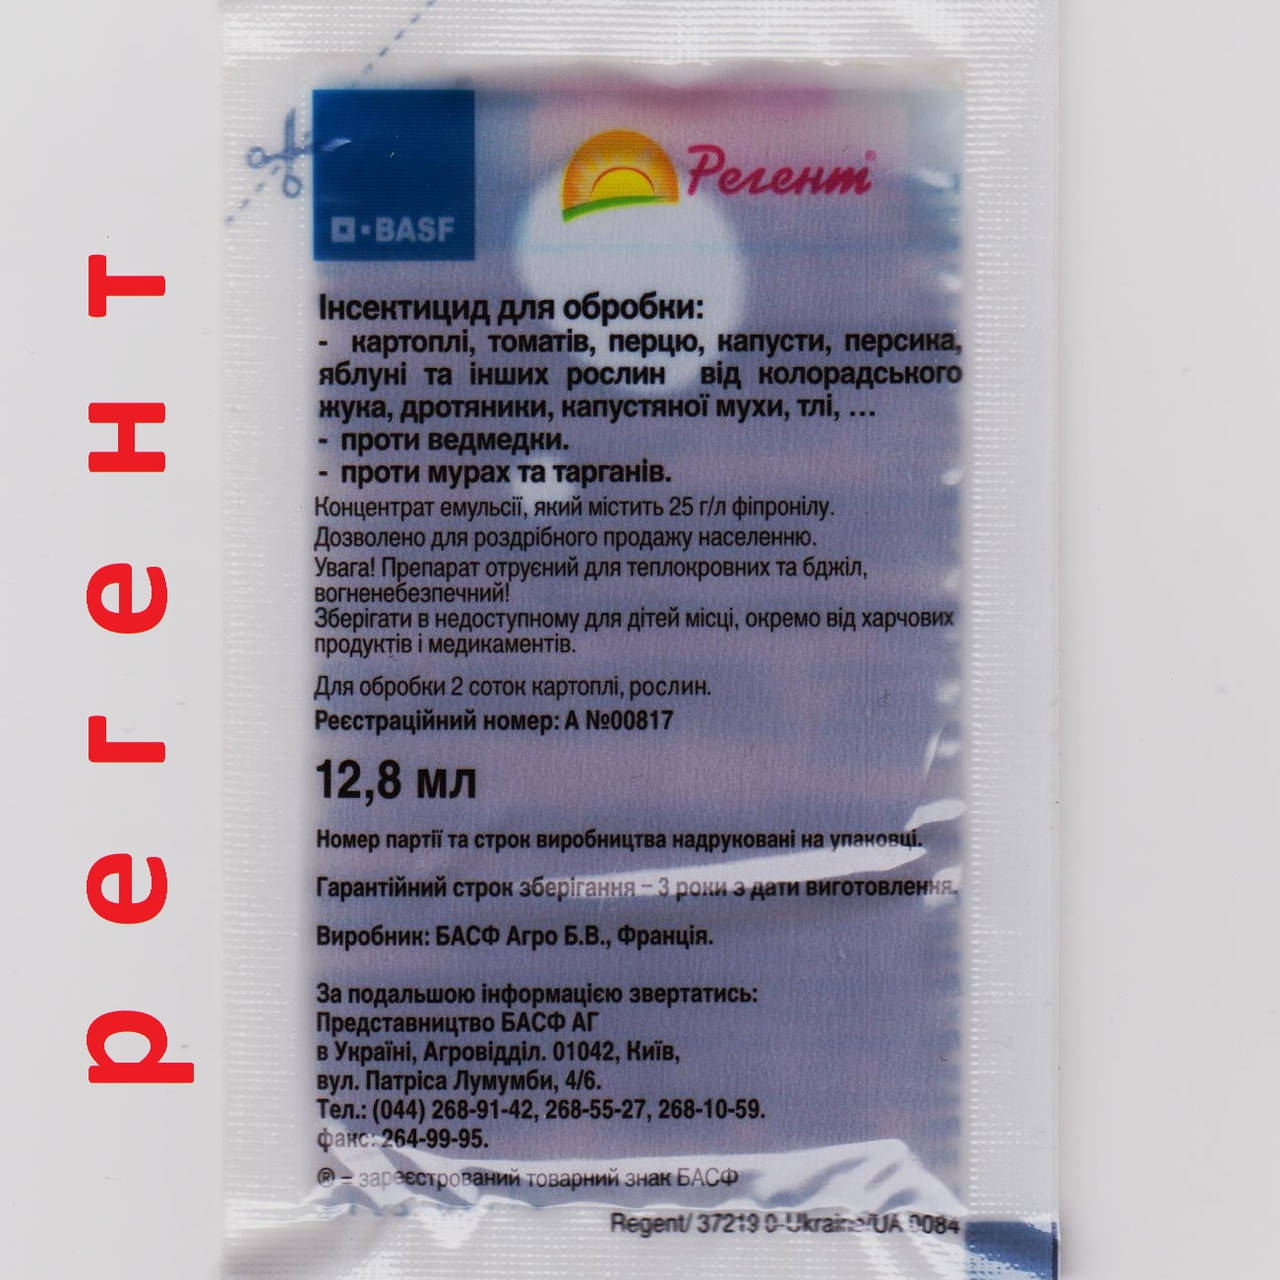 регент
BASF
Регент®
Інсектицид для обробки:
- картоплі, томатів, перцю, капусти, персика,
яблуні та інших рослин від колорадського
жука, дротяники, капустяної мухи, тлі, ...
- проти ведмедки.
- проти мурах та тарганів.
Концентрат емульсії, який містить 25 г/л фіпронілу.
Дозволено для роздрібного продажу населенню.
Увага! Препарат отруєний для теплокровних та бджіл,
вогненебезпечний!
Зберігати в недоступному для дітей місці, окремо від харчових
продуктів і медикаментів.
Для обробки 2 соток картоплі, рослин.
Реєстраційний номер: А №00817
12,8 мл
Номер партії та строк виробництва надруковані на упаковці.
Гарантійний строк зберігання – 3 роки з дати виготовлення.
Виробник: БАСФ Агро Б.В., Франція.
За подальшою інформацією звертатись:
Представництво БАСФ АГ
в Україні, Агровідділ. 01042, Київ,
вул. Патріса Лумумби, 4/6.
Тел.: (044) 268-91-42, 268-55-27, 268-10-59.
факс: 264-99-95.
® = зареєстрований товарний знак БАСФ
Regent/ 37219 0-Ukraine/UA 0084